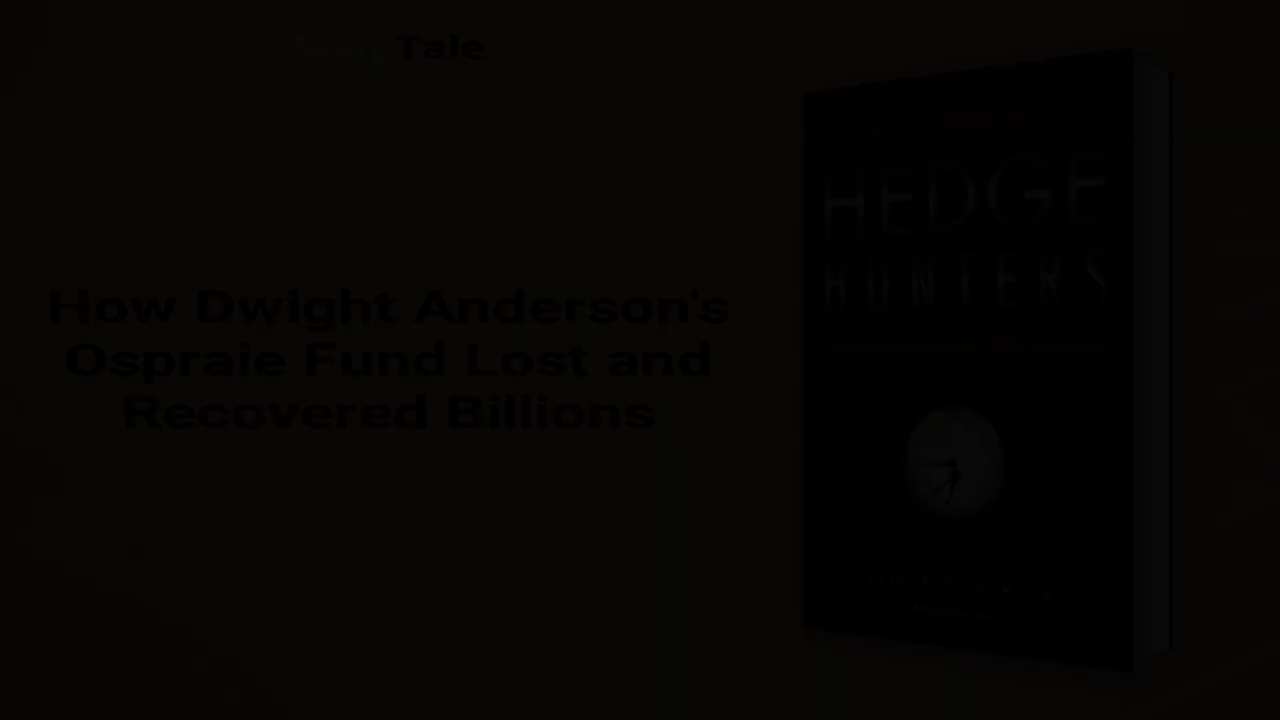 Tale
How Dwight Anderson's
Ospraie Fund Lost and
Recovered Billions
HEDGE
HUNTERS